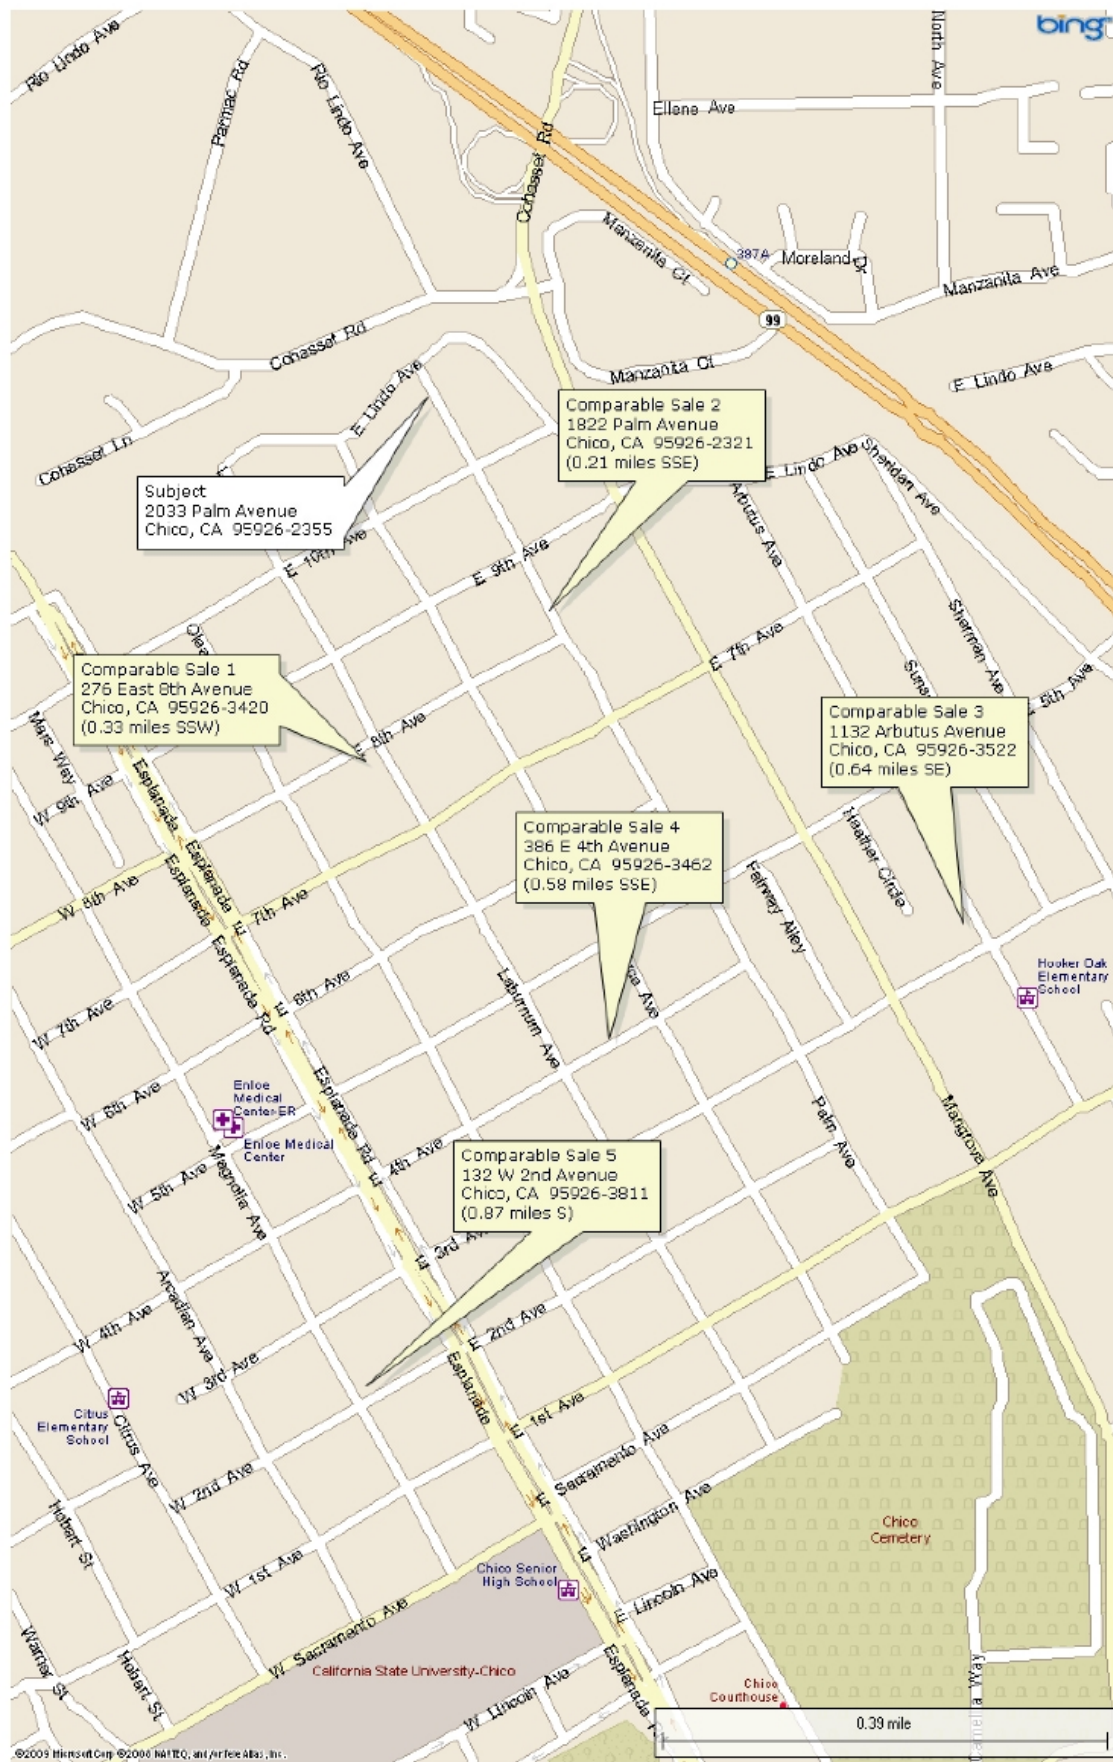 bing
Rio Lindo Ave
Parmac Rd
Rio Lindo Ave
Cohasset Rd
Ellene Ave
North Ave
Manzanita Ct
387A
Moreland
Manzanita Ave
99
Cohasset Rd
Manzanita Ct
E Lindo Ave
E Lindo Ave
Comparable Sale 2
1822 Palm Avenue
Chico, CA 95926-2321
(0.21 miles SSE)
Cohasset Ln
E Lindo Ave
Sheridan Ave
Subject
2033 Palm Avenue
Chico, CA 95926-2355
Arbutus Ave
E 10th Ave
E 9th Ave
Sherman Ave
E 7th Ave
Olea
Suns
5th Ave
Comparable Sale 1
276 East 8th Avenue
Chico, CA 95926-3420
(0.33 miles SSW)
E 8th Ave
Mars Way
Comparable Sale 3
1132 Arbutus Avenue
Chico, CA 95926-3522
(0.64 miles SE)
W 9th Ave
Esplanade
Esplanade
Esplanade
Comparable Sale 4
386 E 4th Avenue
Chico, CA 95926-3462
(0.58 miles SSE)
Heather Circle
Fairway Alley
W 8th Ave
E 7th Ave
Esplanade Rd
Laburnum Ave
Ave
Hooker Oak
Elementary
School
E 6th Ave
W 7th Ave
W 6th Ave
Enloe
Medical
Center-ER
Enloe Medical
Center
Esplanade Rd
Palm Ave
Mangrove Ave
E 4th Ave
W 5th Ave
Magnolia Ave
Comparable Sale 5
132 W 2nd Avenue
Chico, CA 95926-3811
(0.87 miles S)
E 3rd Av
Arcadian Ave
W 4th Ave
E 2nd Ave
W 3rd Ave
Esplanade
Citrus
Elementary
School
Citrus Ave
E 1st Ave
W 2nd Ave
E Sacramento Ave
Hobart St
E Washington Ave
Chico
Cemetery
W 1st Ave
Chico Senior
High School
E Lincoln Ave
W Sacramento Ave
Warner St
Hobart St
California State University-Chico
Esplanade
W Lincoln Ave
Chico
Courthouse
Camellia Way
0.39 mile